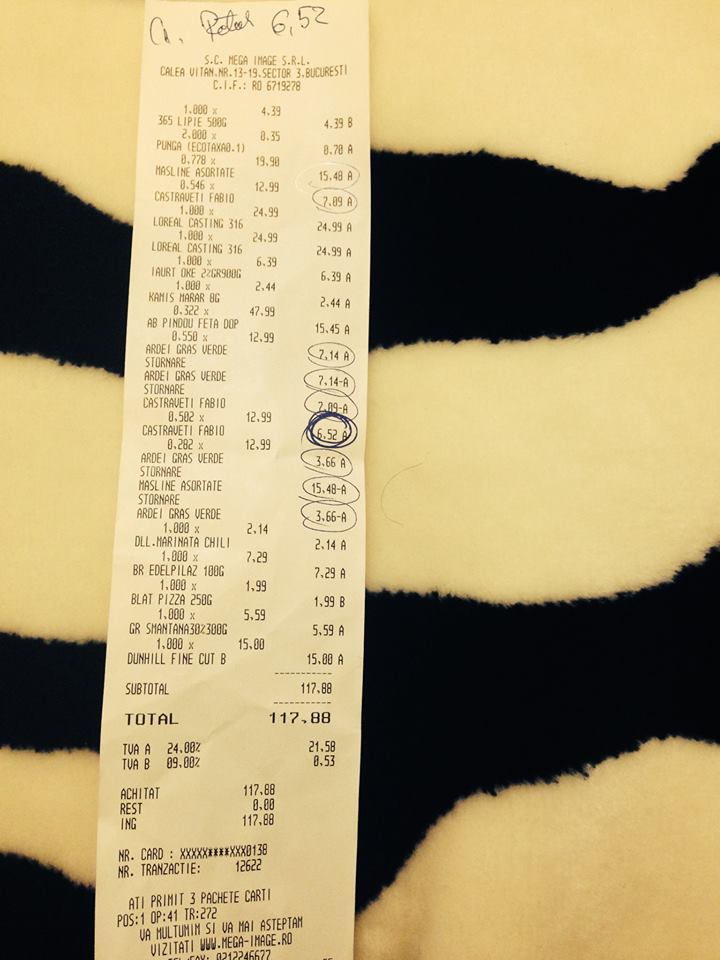 6,52
S.C. MEGA IMAGE S.R.L.
CALEA VITAN.NR.13-19.SECTOR 3.BUCURESTI
C.I.F.: RO 6719278
1.000 x 4.39
365 LIPIE 500G 4.39 B
2.000 x 0.35
PUNGA (ECOTAXA0.1) 0.70 A
0.778 x 19.90
MASLINE ASORTATE 15.48 A
0.546 x 12.99
CASTRAVETI FABIO 7.09 A
1.000 x 24.99
LOREAL CASTING 316 24.99 A
1.000 x 24.99
LOREAL CASTING 316 24.99 A
1.000 x 6.39
IAURT OKE 2%GR900G 6.39 A
1.000 x 2.44
KAMIS MARAR 8G 2.44 A
0.322 x 47.99
AB PINDOU FETA DOP 15.45 A
0.550 x 12.99
ARDEI GRAS VERDE 7.14 A
STORNARE
ARDEI GRAS VERDE 7.14-A
STORNARE
CASTRAVETI FABIO 7.09-A
0.502 x 12.99
CASTRAVETI FABIO 6.52 A
0.282 x 12.99
ARDEI GRAS VERDE 3.66 A
STORNARE
MASLINE ASORTATE 15.48-A
STORNARE
ARDEI GRAS VERDE 3.66-A
1.000 x 2.14
DLL.MARINATA CHILI 2.14 A
1.000 x 7.29
BR EDELPILAZ 100G 7.29 A
1.000 x 1.99
BLAT PIZZA 250G 1.99 B
1.000 x 5.59
GR SMANTANA30%300G 5.59 A
1.000 x 15.00
DUNHILL FINE CUT B 15.00 A
SUBTOTAL 117.88
TOTAL 117.88
TVA A 24.00% 21.58
TVA B 09.00% 0.53
ACHITAT 117.88
REST 0.00
ING 117.88
NR. CARD : XXXXX****XXX0138
NR. TRANZACTIE: 12622
ATI PRIMIT 3 PACHETE CARTI
POS:1 OP:41 TR:272
VA MULTUMIM SI VA MAI ASTEPTAM
VIZITATI WWW.MEGA-IMAGE.RO
TEL/FAX: 0212246677